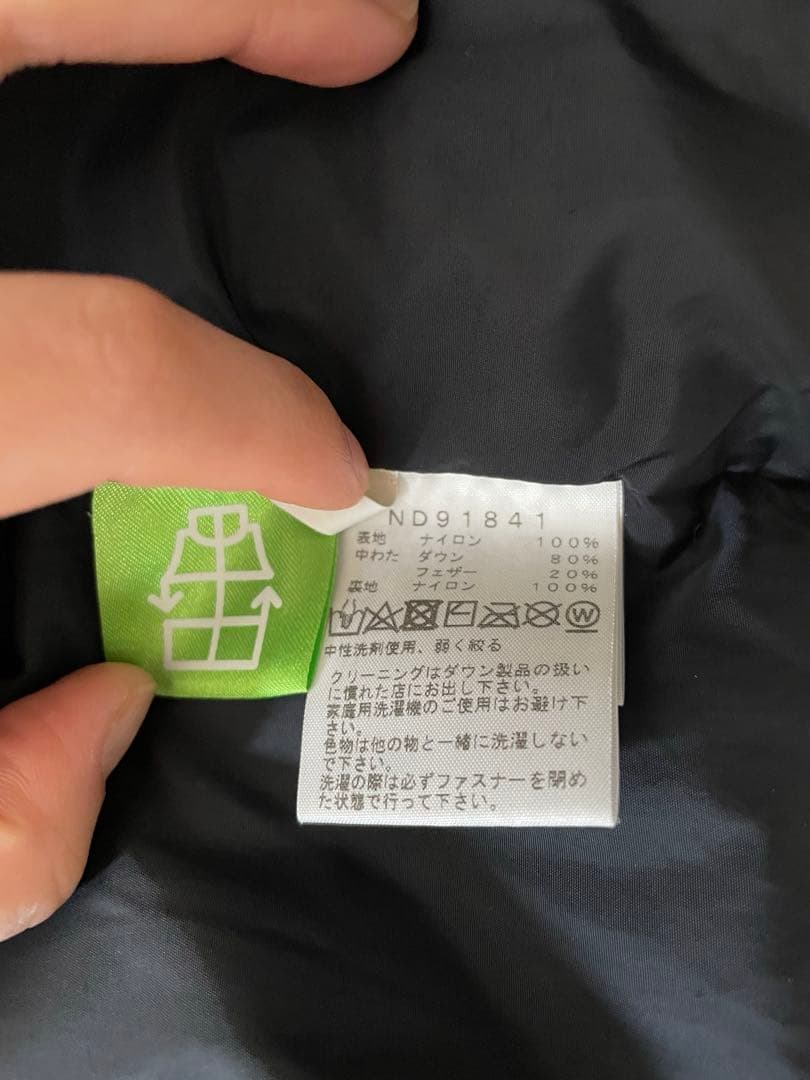 ND91841
表地 ナイロン 100%
中わた ダウン 80%
フェザー 20%
裏地 ナイロン 100%
W
中性洗剤使用、弱く絞る
クリーニングはダウン製品の扱い
に慣れた店にお出し下さい。
家庭用洗濯機のご使用はお避け下
さい。
色物は他の物と一緒に洗濯しない
で下さい。
洗濯の際は必ずファスナーを閉め
た状態で行って下さい。